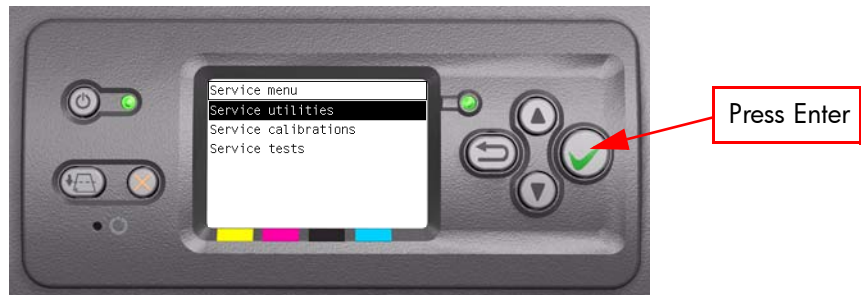 Service menu
Service utilities
Service calibrations
Service tests
Press Enter